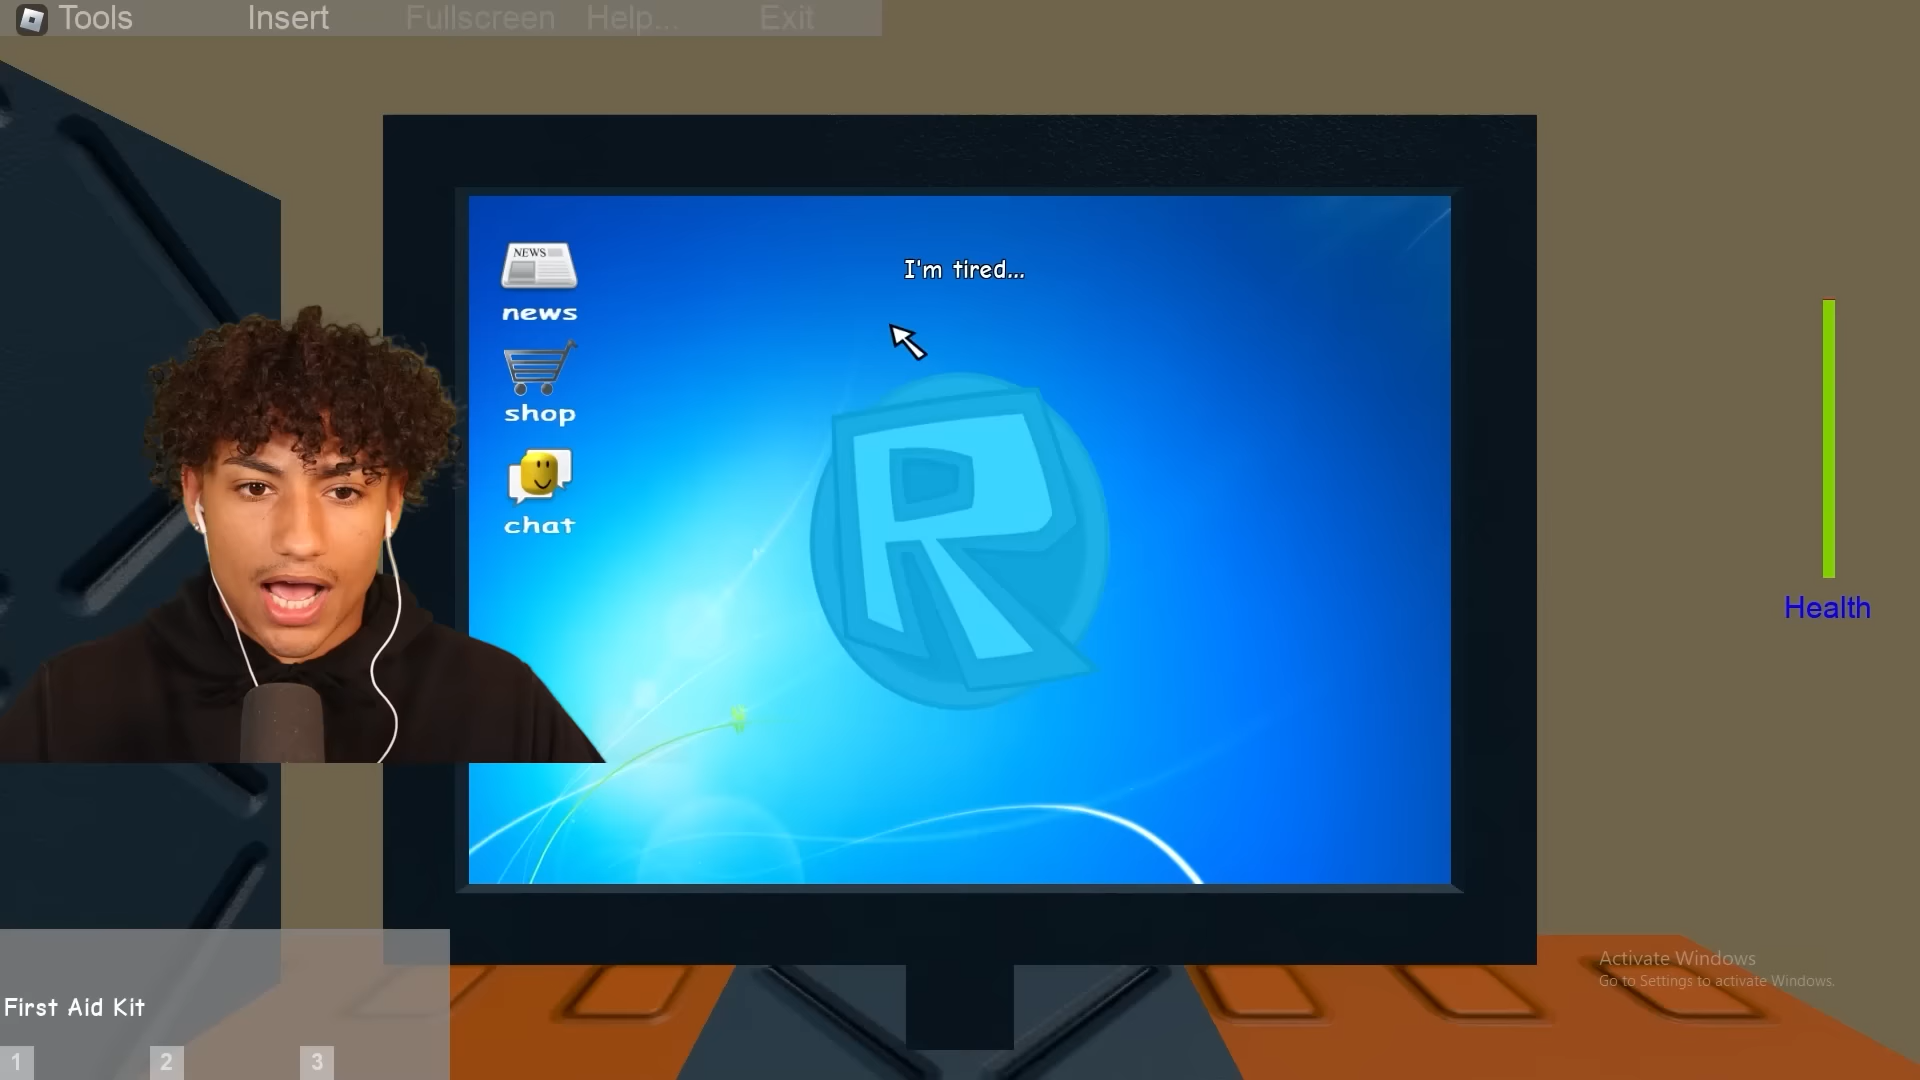 Tools Insert Fullscreen Help... Exit
NEWS
news
I'm tired...
shop
chat
R
Health
Activate Windows
Go to Settings to activate Windows.
First Aid Kit
1 2 3